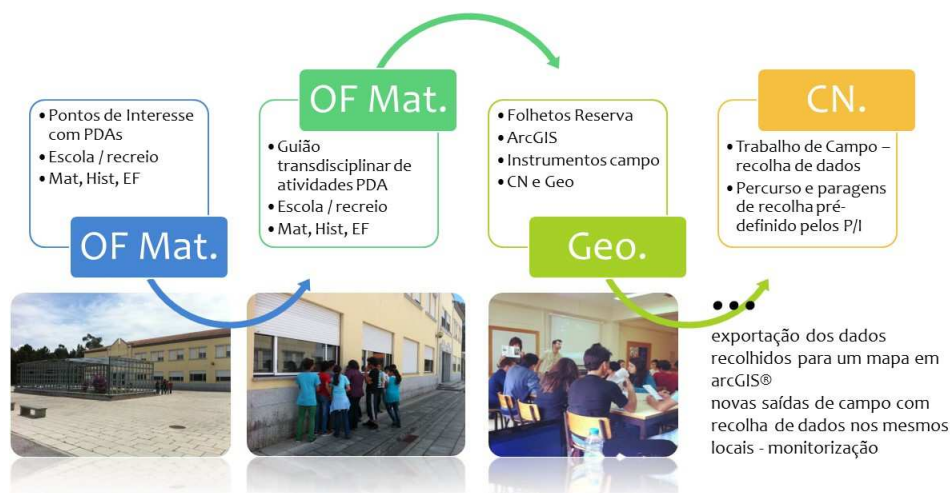 • Pontos de Interesse
com PDAs
• Escola / recreio
• Mat, Hist, EF
OF Mat.
OF Mat.
• Guião
transdisciplinar de
atividades PDA
• Escola / recreio
• Mat, Hist, EF
• Folhetos Reserva
• ArcGIS
• Instrumentos campo
• CN e Geo
Geo.
CN.
• Trabalho de Campo –
recolha de dados
• Percurso e paragens
de recolha pré-
definido pelos P/I
...
exportação dos dados
recolhidos para um mapa em
arcGIS®
novas saídas de campo com
recolha de dados nos mesmos
locais - monitorização